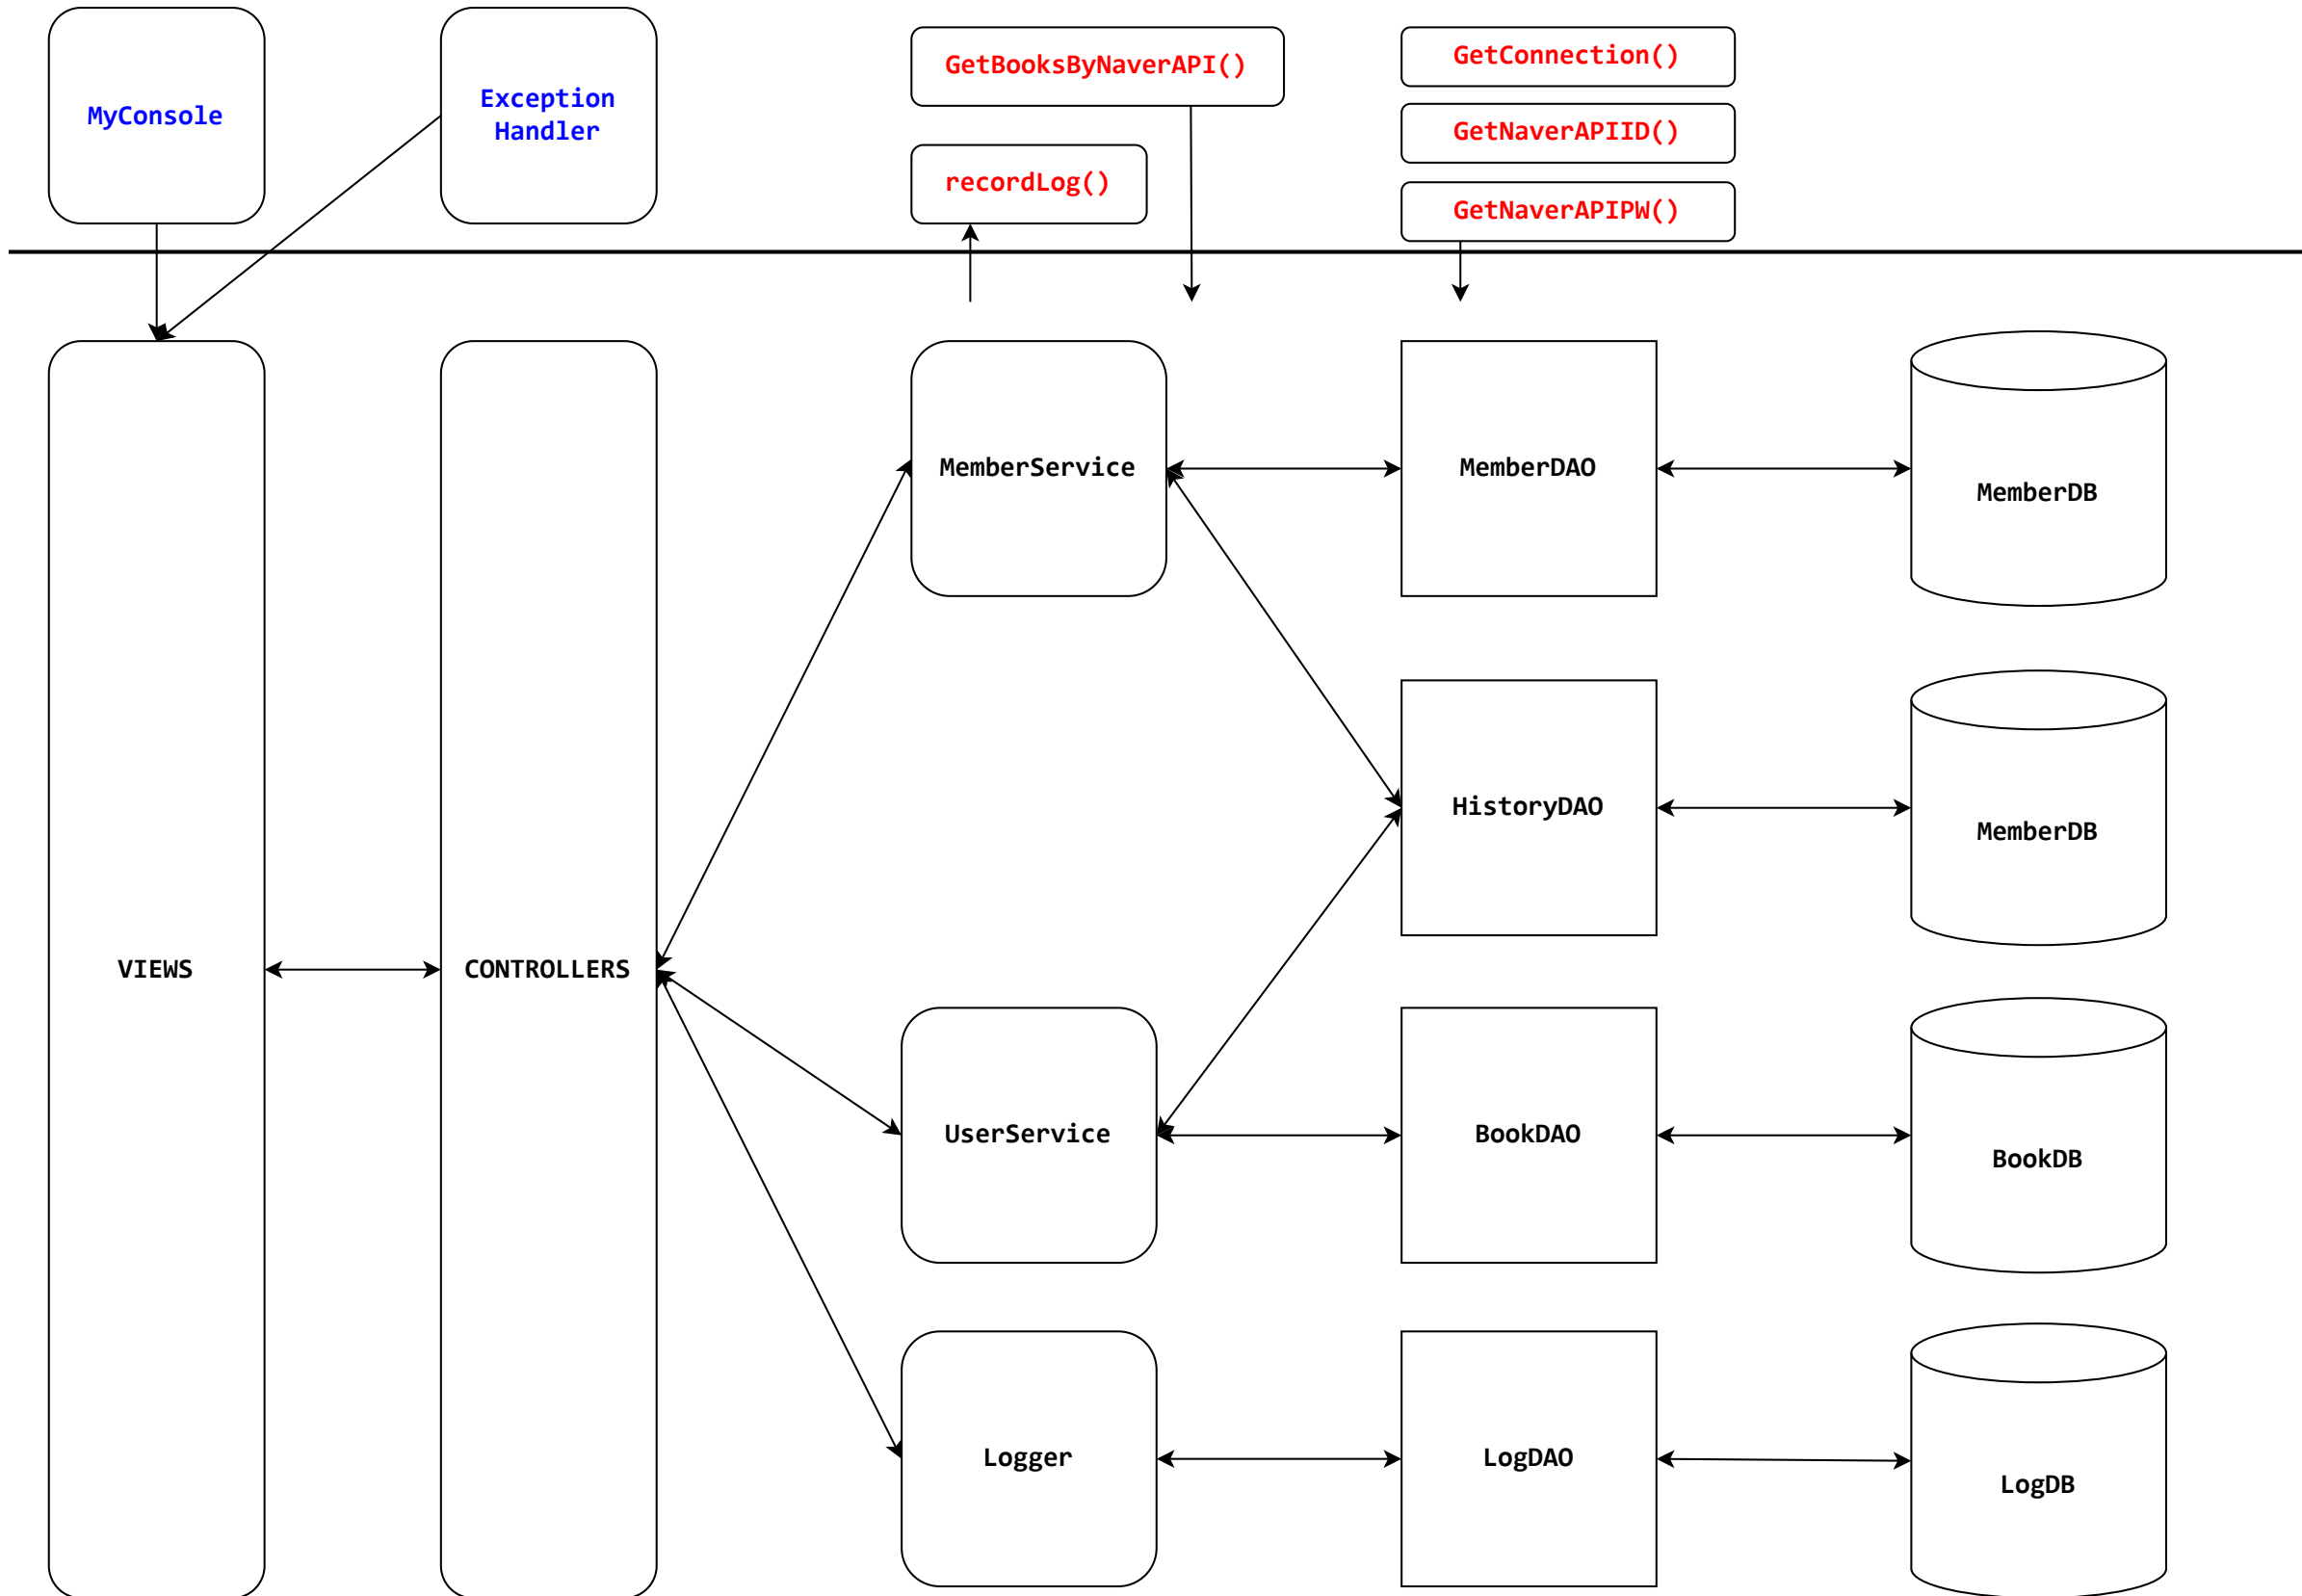 MyConsole
Exception
Handler
GetBooksByNaverAPI()
recordLog()
GetConnection()
GetNaverAPIID()
GetNaverAPIPW()
VIEWS
CONTROLLERS
MemberService
MemberDAO
MemberDB
HistoryDAO
MemberDB
UserService
BookDAO
BookDB
Logger
LogDAO
LogDB